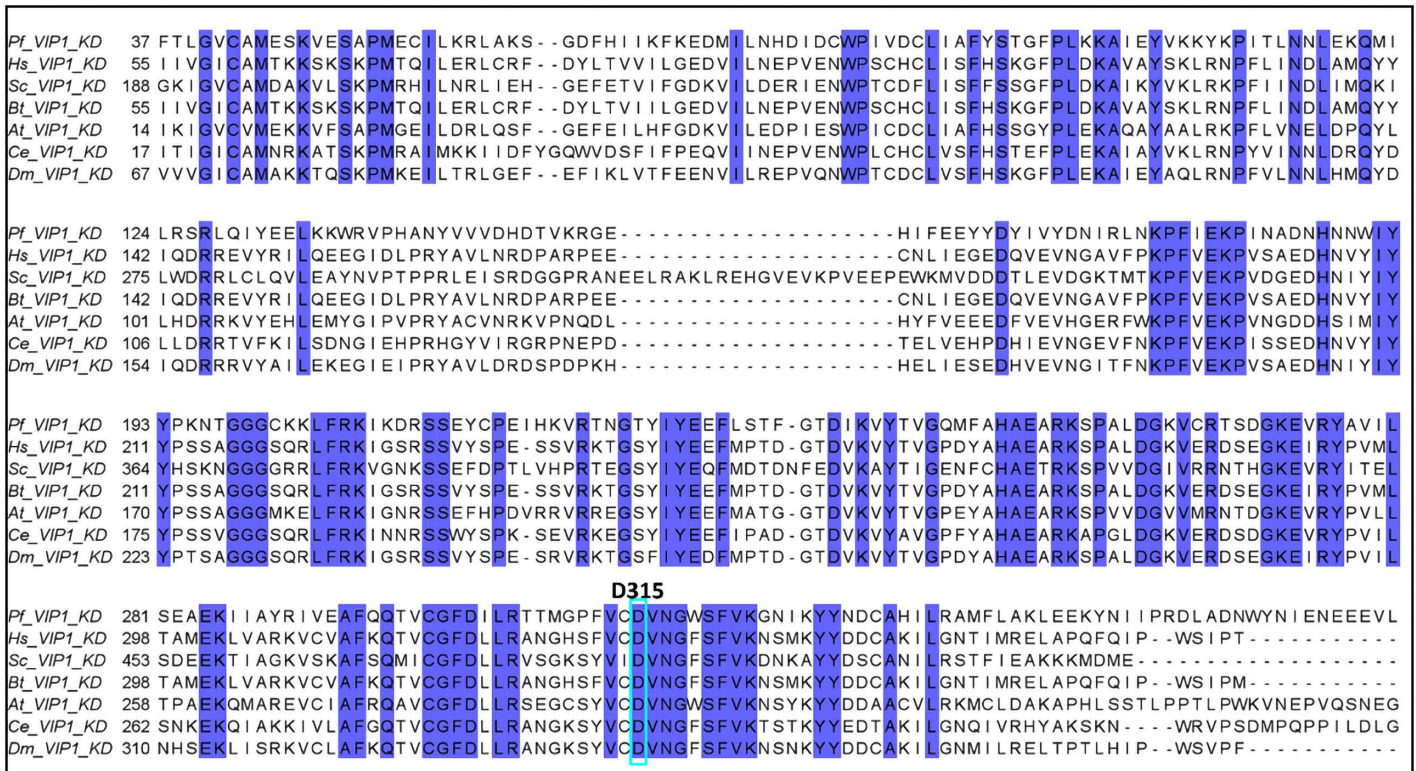 Pf_VIP1_KD 37 FTLGVCAMESKVESAPMECILKRLAKS--GDFHIIKFKEDMILNHDIDCWPIVDCLIAFYSTGFPLKKAIEYVKKYKPITLNNLEKQMI
Hs_VIP1_KD 55 IIVGICAMTKKSKSKPMTQILERLCRF--DYLTVVILGEDVILNEPVENWPSCHCLISFHSKGFPLDKAVAYSKLRNPFLINDLAMQYY
Sc_VIP1_KD 188 GKIGVCAMDAKVLSKPMRHILNRLIEH--GEFETVIFGDKVILDERIENWPTCDFLISFFSSGFPLDKAIKYVKLRKPFIINDLIMQKI
Bt_VIP1_KD 55 IIVGICAMTKKSKSKPMTQILERLCRF--DYLTVIILGEDVILNEPVENWPSCHCLISFHSKGFPLDKAVAYSKLRNPFLINDLAMQYY
At_VIP1_KD 14 IKIGVCVMEKKVFSAPMGEILDRLQSF--GEFEILHFGDKVILEDPIESWPICDCLIAFHSSGYPLEKAQAYAALRKPFLVNELDPQYL
Ce_VIP1_KD 17 ITIGICAMNRKATSKPMRAIMKKIIDFYGQWVDSFIFPEQVIINEPVENWPLCHCLVSFHSTEFPLEKAIAYVKLRNPYVINNLDRQYD
Dm_VIP1_KD 67 VVVGICAMAKKTQSKPMKEILTRLGEF--EFIKLVTFEENVILREPVQNWPTCDCLVSFHSKGFPLEKAIEYAQLRNPFVLNNLHMQYD
Pf_VIP1_KD 124 LRSRLQIYEELKKWRVPHANYVVVDHDTVKRGE--------------------HIFEEYYDYIVYDNIRLNKPFIEKPINADNHNNWIY
Hs_VIP1_KD 142 IQDRREVYRILQEEGIDLPRYAVLNRDPARPEE--------------------CNLIEGEDQVEVNGAVFPKPFVEKPVSAEDHNVYIY
Sc_VIP1_KD 275 LWDRRLCLQVLEAYNVPTPPRLEISRDGGPRANEELRAKLREHGVEVKPVEEPEWKMVDDDTLEVDGKTMTKPFVEKPVDGEDHNIYIY
Bt_VIP1_KD 142 IQDRREVYRILQEEGIDLPRYAVLNRDPARPEE--------------------CNLIEGEDQVEVNGAVFPKPFVEKPVSAEDHNVYIY
At_VIP1_KD 101 LHDRRKVYEHLEMYGIPVPRYACVNRKVPNQDL--------------------HYFVEEEDFVEVHGERFWKPFVEKPVNGDDHSIMIY
Ce_VIP1_KD 106 LLDRRTVFKILSDNGIEHPRHGYVIRGRPNEPD--------------------TELVEHPDHIEVNGEVFNKPFVEKPISSEDHNVYIY
Dm_VIP1_KD 154 IQDRRRVYAILEKEGIEIPRYAVLDRDSPDPKH--------------------HELIESEDHVEVNGITFNKPFVEKPVSAEDHNIYIY
Pf_VIP1_KD 193 YPKNTGGGCKKLFRKIKDRSSEYCPEIHKVRTNGTYIYEEFLSTF-GTDIKVYTVGQMFAHAEARKSPALDGKVCRTSDGKEVRYAVIL
Hs_VIP1_KD 211 YPSSAGGGSQRLFRKIGSRSSVYSPE-SNVRKTGSYIYEEFMPTD-GTDVKVYTVGPDYAHAEARKSPALDGKVERDSEGKEIRYPVML
Sc_VIP1_KD 364 YHSKNGGGGRRLFRKVGNKSSEFDPTLVHPRTEGSYIYEQFMDTDNFEDVKAYTIGENFCHAETRKSPVVDGIVRRNTHGKEVRYITEL
Bt_VIP1_KD 211 YPSSAGGGSQRLFRKIGSRSSVYSPE-SSVRKTGSYIYEEFMPTD-GTDVKVYTVGPDYAHAEARKSPALDGKVERDSEGKEIRYPVML
At_VIP1_KD 170 YPSSAGGGMKELFRKIGNRSSEFHPDVRRVRREGSYIYEEFMATG-GTDVKVYTVGPEYAHAEARKSPVVDGVVMRNTDGKEVRYPVLL
Ce_VIP1_KD 175 YPSSVGGGSQRLFRKINNRSSWYSPK-SEVRKEGSYIYEEFIPAD-GTDVKVYAVGPFYAHAEARKAPGLDGKVERDSDGKEVRYPVIL
Dm_VIP1_KD 223 YPTSAGGGSQRLFRKIGSRSSVYSPE-SRVRKTGSFIYEDFMPTD-GTDVKVYTVGPDYAHAEARKSPALDGKVERDSEGKEIRYPVIL
D315
Pf_VIP1_KD 281 SEAEKIIAYRIVEAFQQTVCGFDILRTTMGPFVCDVNGWSFVKGNIKYYNDCAHILRAMFLAKLEEKYNIIPRDLADNWYNIENEEEVL
Hs_VIP1_KD 298 TAMEKLVARKVCVAFKQTVCGFDLLRANGHSFVCDVNGFSFVKNSMKYYDDCAKILGNTIMRELAPQFQIP--WSIPT-----------
Sc_VIP1_KD 453 SDEEKTIAGKVSKAFSQMICGFDLLRVSGKSYVIDVNGFSFVKDNKAYYDSCANILRSTFIEAKKKMDME-------------------
Bt_VIP1_KD 298 TAMEKLVARKVCVAFKQTVCGFDLLRANGHSFVCDVNGFSFVKNSMKYYDDCAKILGNTIMRELAPQFQIP--WSIPM-----------
At_VIP1_KD 258 TPAEKQMAREVCIAFRQAVCGFDLLRSEGCSYVCDVNGWSFVKNSYKYYDDCACVLRKMCLDAKAPHLSSTLPPTLPWKVNEPVQSNEG
Ce_VIP1_KD 262 SNKEKQIAKKIVLAFGQTVCGFDLLRANGKSYVCDVNGFSFVKTSTKYYEDTAKILGNQIVRHYAKSKN----WRVPSDMPQPPILDLG
Dm_VIP1_KD 310 NHSEKLISRKVCLAFKQTVCGFDLLRANGKSYVCDVNGFSFVKNSNKYYDDCAKILGNMILRELTPTLHIP--WSVPF-----------